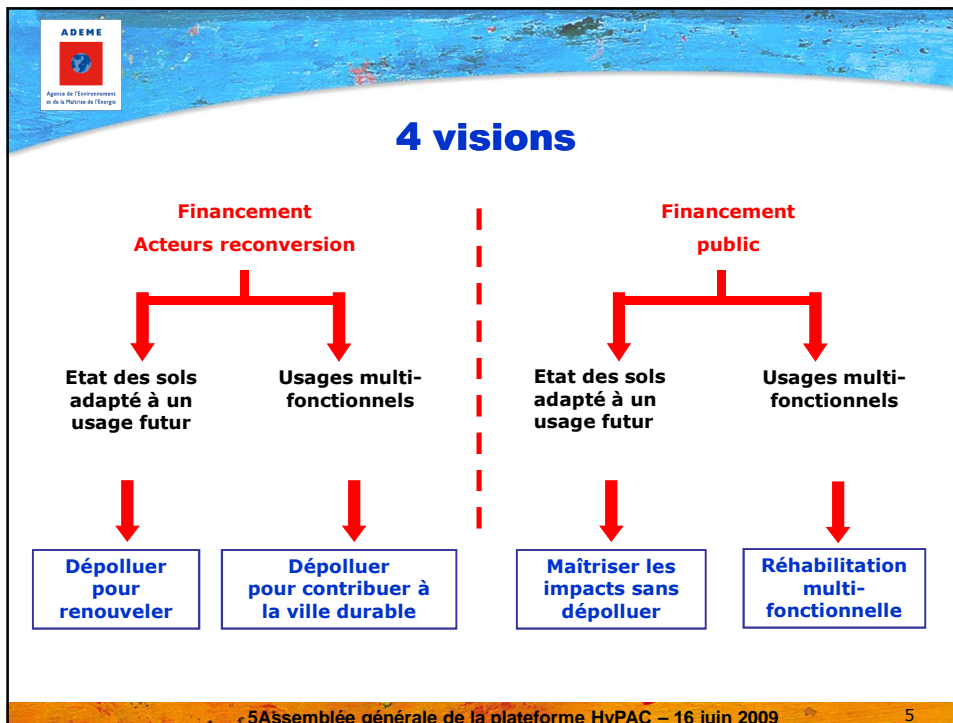 ADEME
Agence de l'Environnement
et de la Maîtrise de l'Energie
4 visions
Financement
Acteurs reconversion
Financement
public
Etat des sols
adapté à un
usage futur
Usages multi-
fonctionnels
Etat des sols
adapté à un
usage futur
Usages multi-
fonctionnels
Dépolluer
pour
renouveler
Dépolluer
pour contribuer à
la ville durable
Maîtriser les
impacts sans
dépolluer
Réhabilitation
multi-
fonctionnelle
5Assemblée générale de la plateforme HyPAC – 16 juin 2009
5